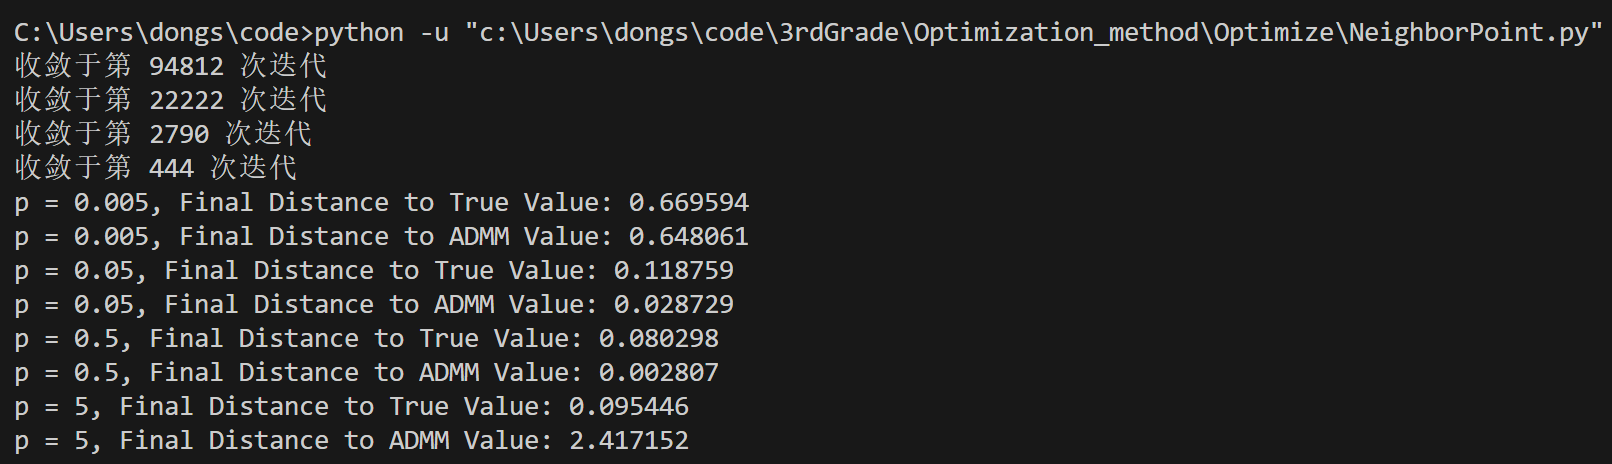 C:\Users\dongs\code>python -u "c:\Users\dongs\code\3rdGrade\Optimization_method\Optimize\NeighborPoint.py"
收敛于第 94812 次迭代
收敛于第 22222 次迭代
收敛于第 2790 次迭代
收敛于第 444 次迭代
p = 0.005, Final Distance to True Value: 0.669594
p = 0.005, Final Distance to ADMM Value: 0.648061
p = 0.05, Final Distance to True Value: 0.118759
p = 0.05, Final Distance to ADMM Value: 0.028729
p = 0.5, Final Distance to True Value: 0.080298
p = 0.5, Final Distance to ADMM Value: 0.002807
p = 5, Final Distance to True Value: 0.095446
p = 5, Final Distance to ADMM Value: 2.417152